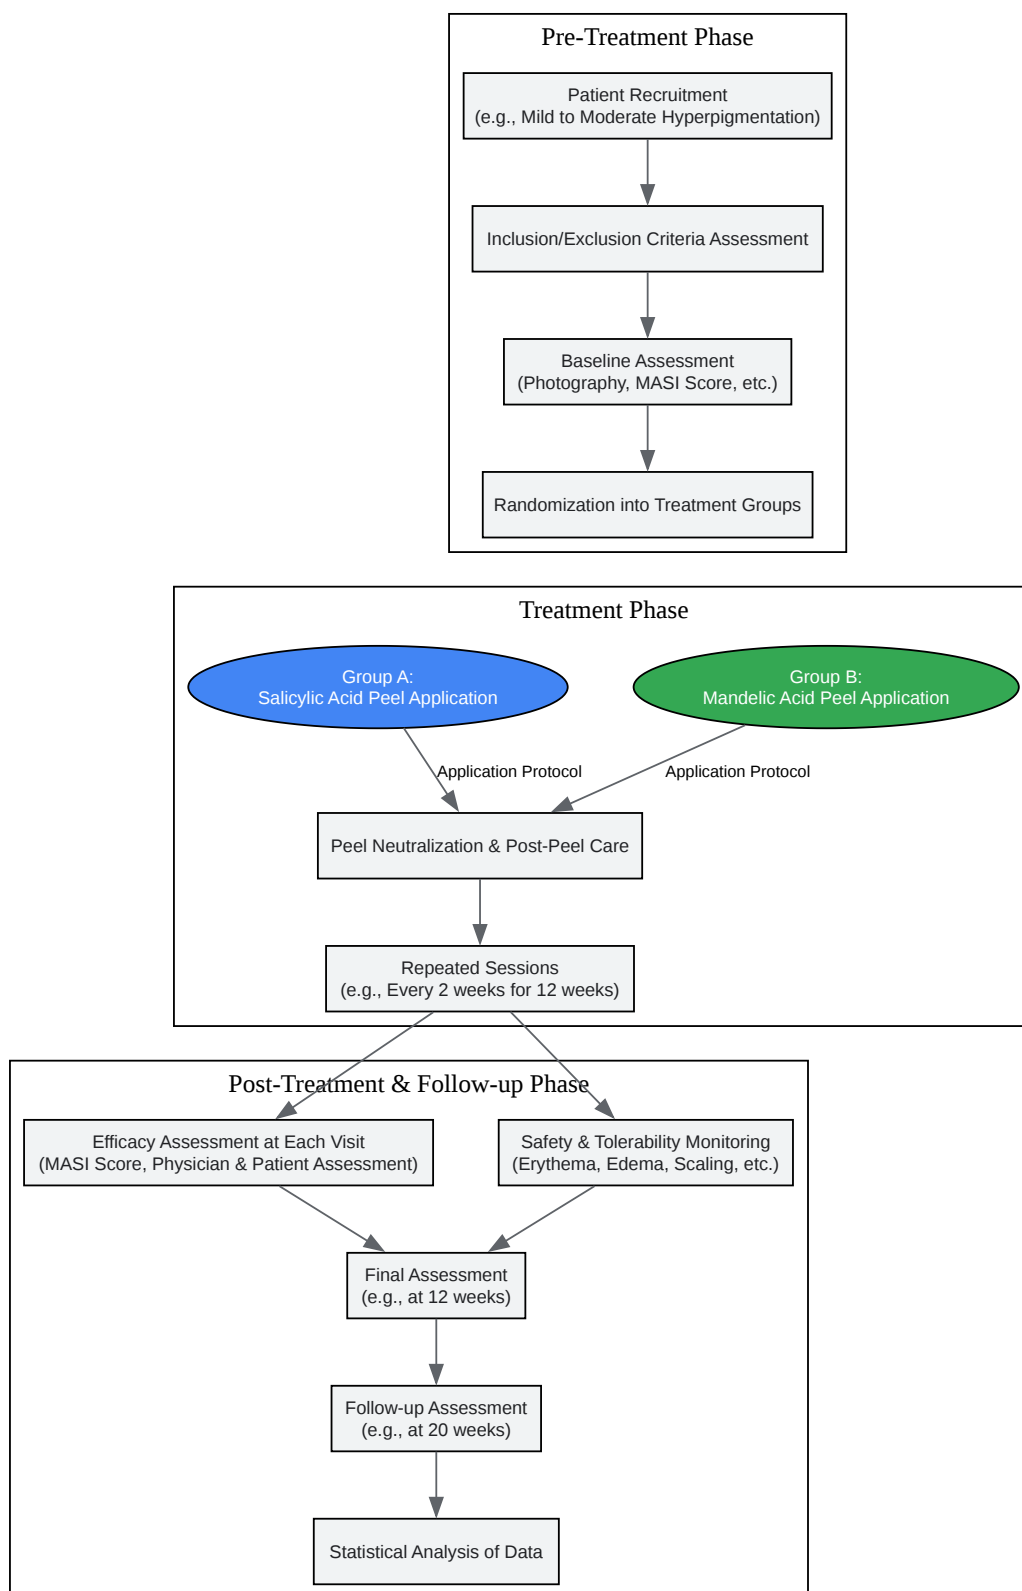 Pre-Treatment Phase
Patient Recruitment
(e.g., Mild to Moderate Hyperpigmentation)
Inclusion/Exclusion Criteria Assessment
Baseline Assessment
(Photography, MASI Score, etc.)
Randomization into Treatment Groups
Treatment Phase
Group A:
Salicylic Acid Peel Application
Group B:
Mandelic Acid Peel Application
Application Protocol
Application Protocol
Peel Neutralization & Post-Peel Care
Repeated Sessions
(e.g., Every 2 weeks for 12 weeks)
Post-Treatment & Follow-up Phase
Efficacy Assessment at Each Visit
(MASI Score, Physician & Patient Assessment)
Safety & Tolerability Monitoring
(Erythema, Edema, Scaling, etc.)
Final Assessment
(e.g., at 12 weeks)
Follow-up Assessment
(e.g., at 20 weeks)
Statistical Analysis of Data